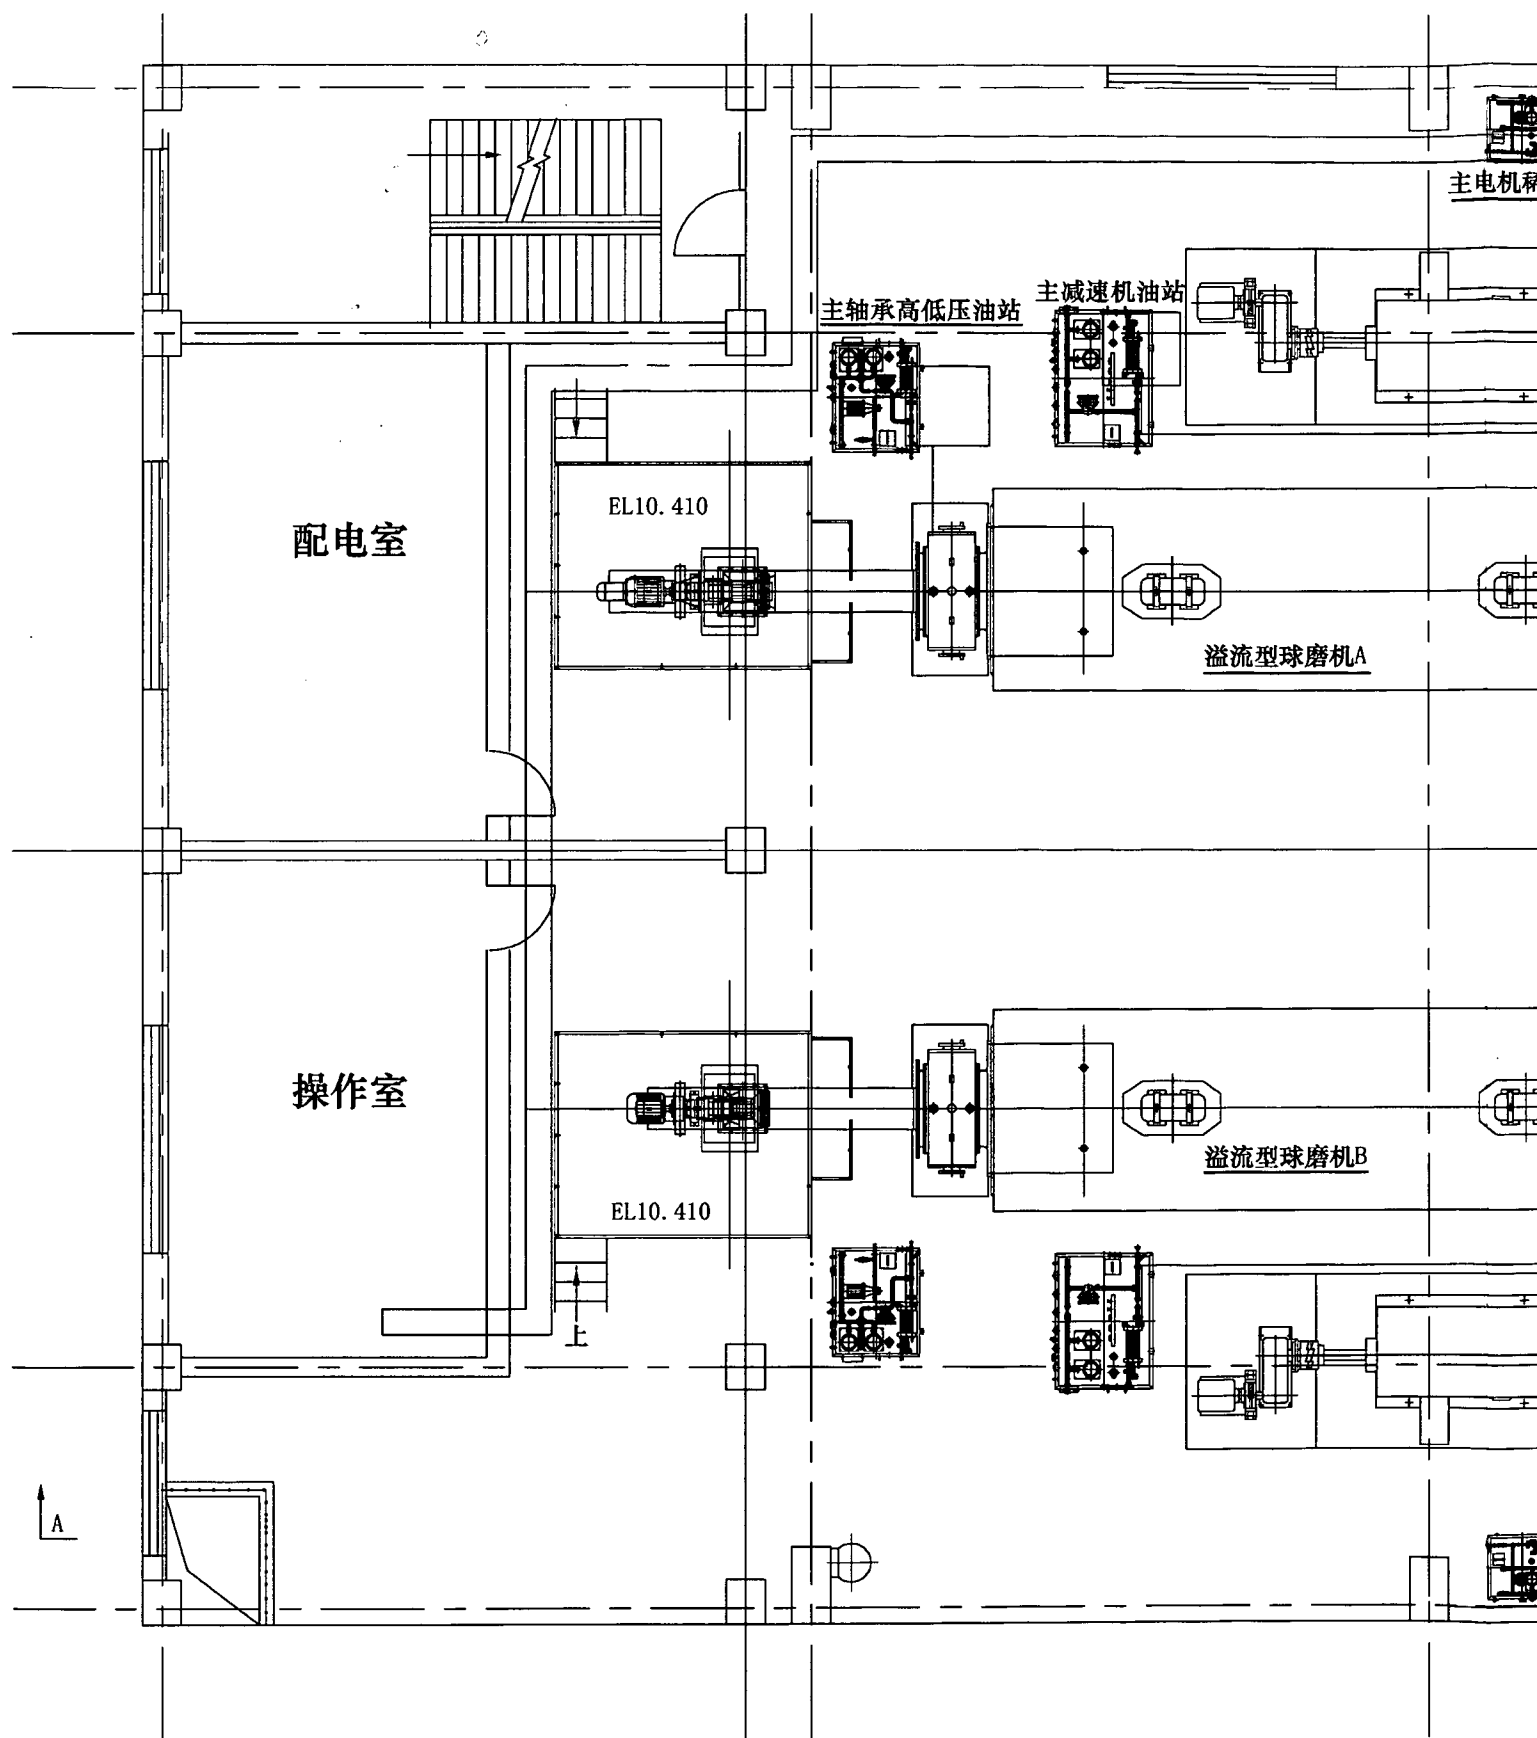 主电机稀
主减速机油站
主轴承高低压油站
EL10.410
配电室
溢流型球磨机A
操作室
溢流型球磨机B
EL10.410
上
A